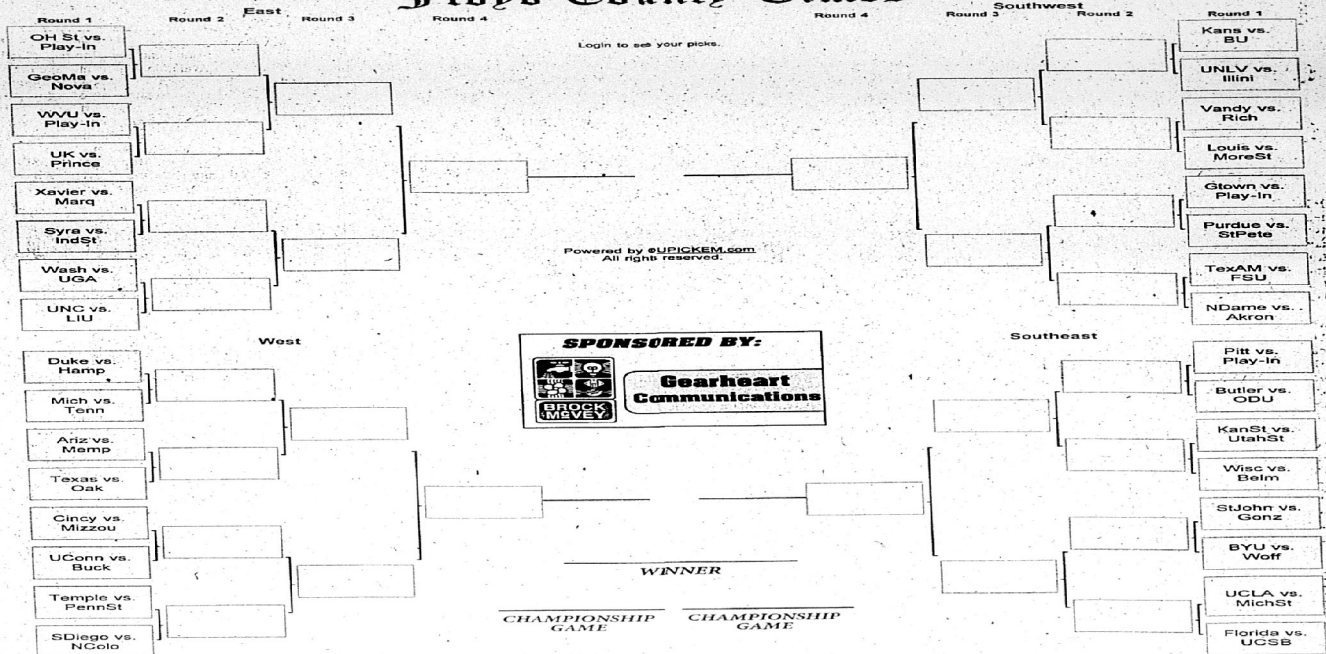 Floyd County Times
East
Southwest
Round 1
Round 2
Round 3
Round 4
Round 4
Round 3
Round 2
Round 1
Login to see your picks.
OH St vs.
Play-In
GeoMa vs.
Nova
WVU vs.
Play-In
UK vs.
Prince
Xavier vs.
Marq
Syra vs.
IndSt
Wash vs.
UGA
UNC vs.
LIU
Kans vs.
BU
UNLV vs.
Illini
Vandy vs.
Rich
Louis vs.
MoreSt
Gtown vs.
Play-In
Purdue vs.
StPete
TexAM vs.
FSU
NDame vs.
Akron
Powered by ©UPICKEM.com
All rights reserved.
West
Southeast
Duke vs.
Hamp
Mich vs.
Tenn
Ariz vs.
Memp
Texas vs.
Oak
Cincy vs.
Mizzou
UConn vs.
Buck
Temple vs.
PennSt
SDiego vs.
NColo
SPONSORED BY:
BROCK
McVEY
Gearheart
Communications
Pitt vs.
Play-In
Butler vs.
ODU
KanSt vs.
UtahSt
Wisc vs.
Belm
StJohn vs.
Gonz
BYU vs.
Woff
UCLA vs.
MichSt
Florida vs.
UCSB
WINNER
CHAMPIONSHIP
GAME
CHAMPIONSHIP
GAME